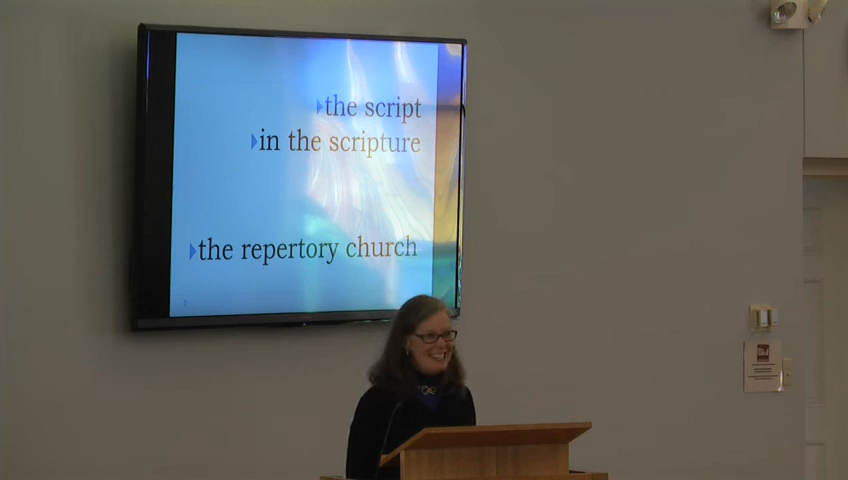 the script
in the scripture
the repertory church